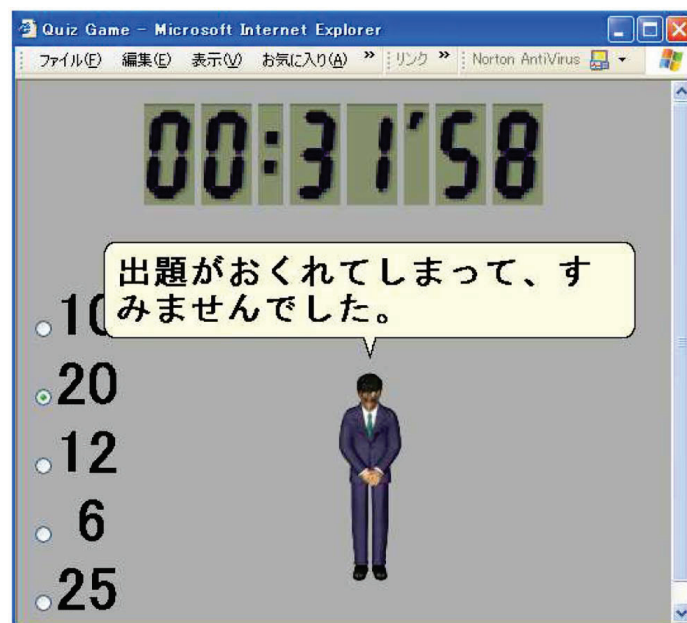 Quiz Game - Microsoft Internet Explorer
ファイル(F) 編集(E) 表示(V) お気に入り(A) » リンク » Norton AntiVirus
00:31'58
出題がおくれてしまって、す
みませんでした。
10
20
12
6
25